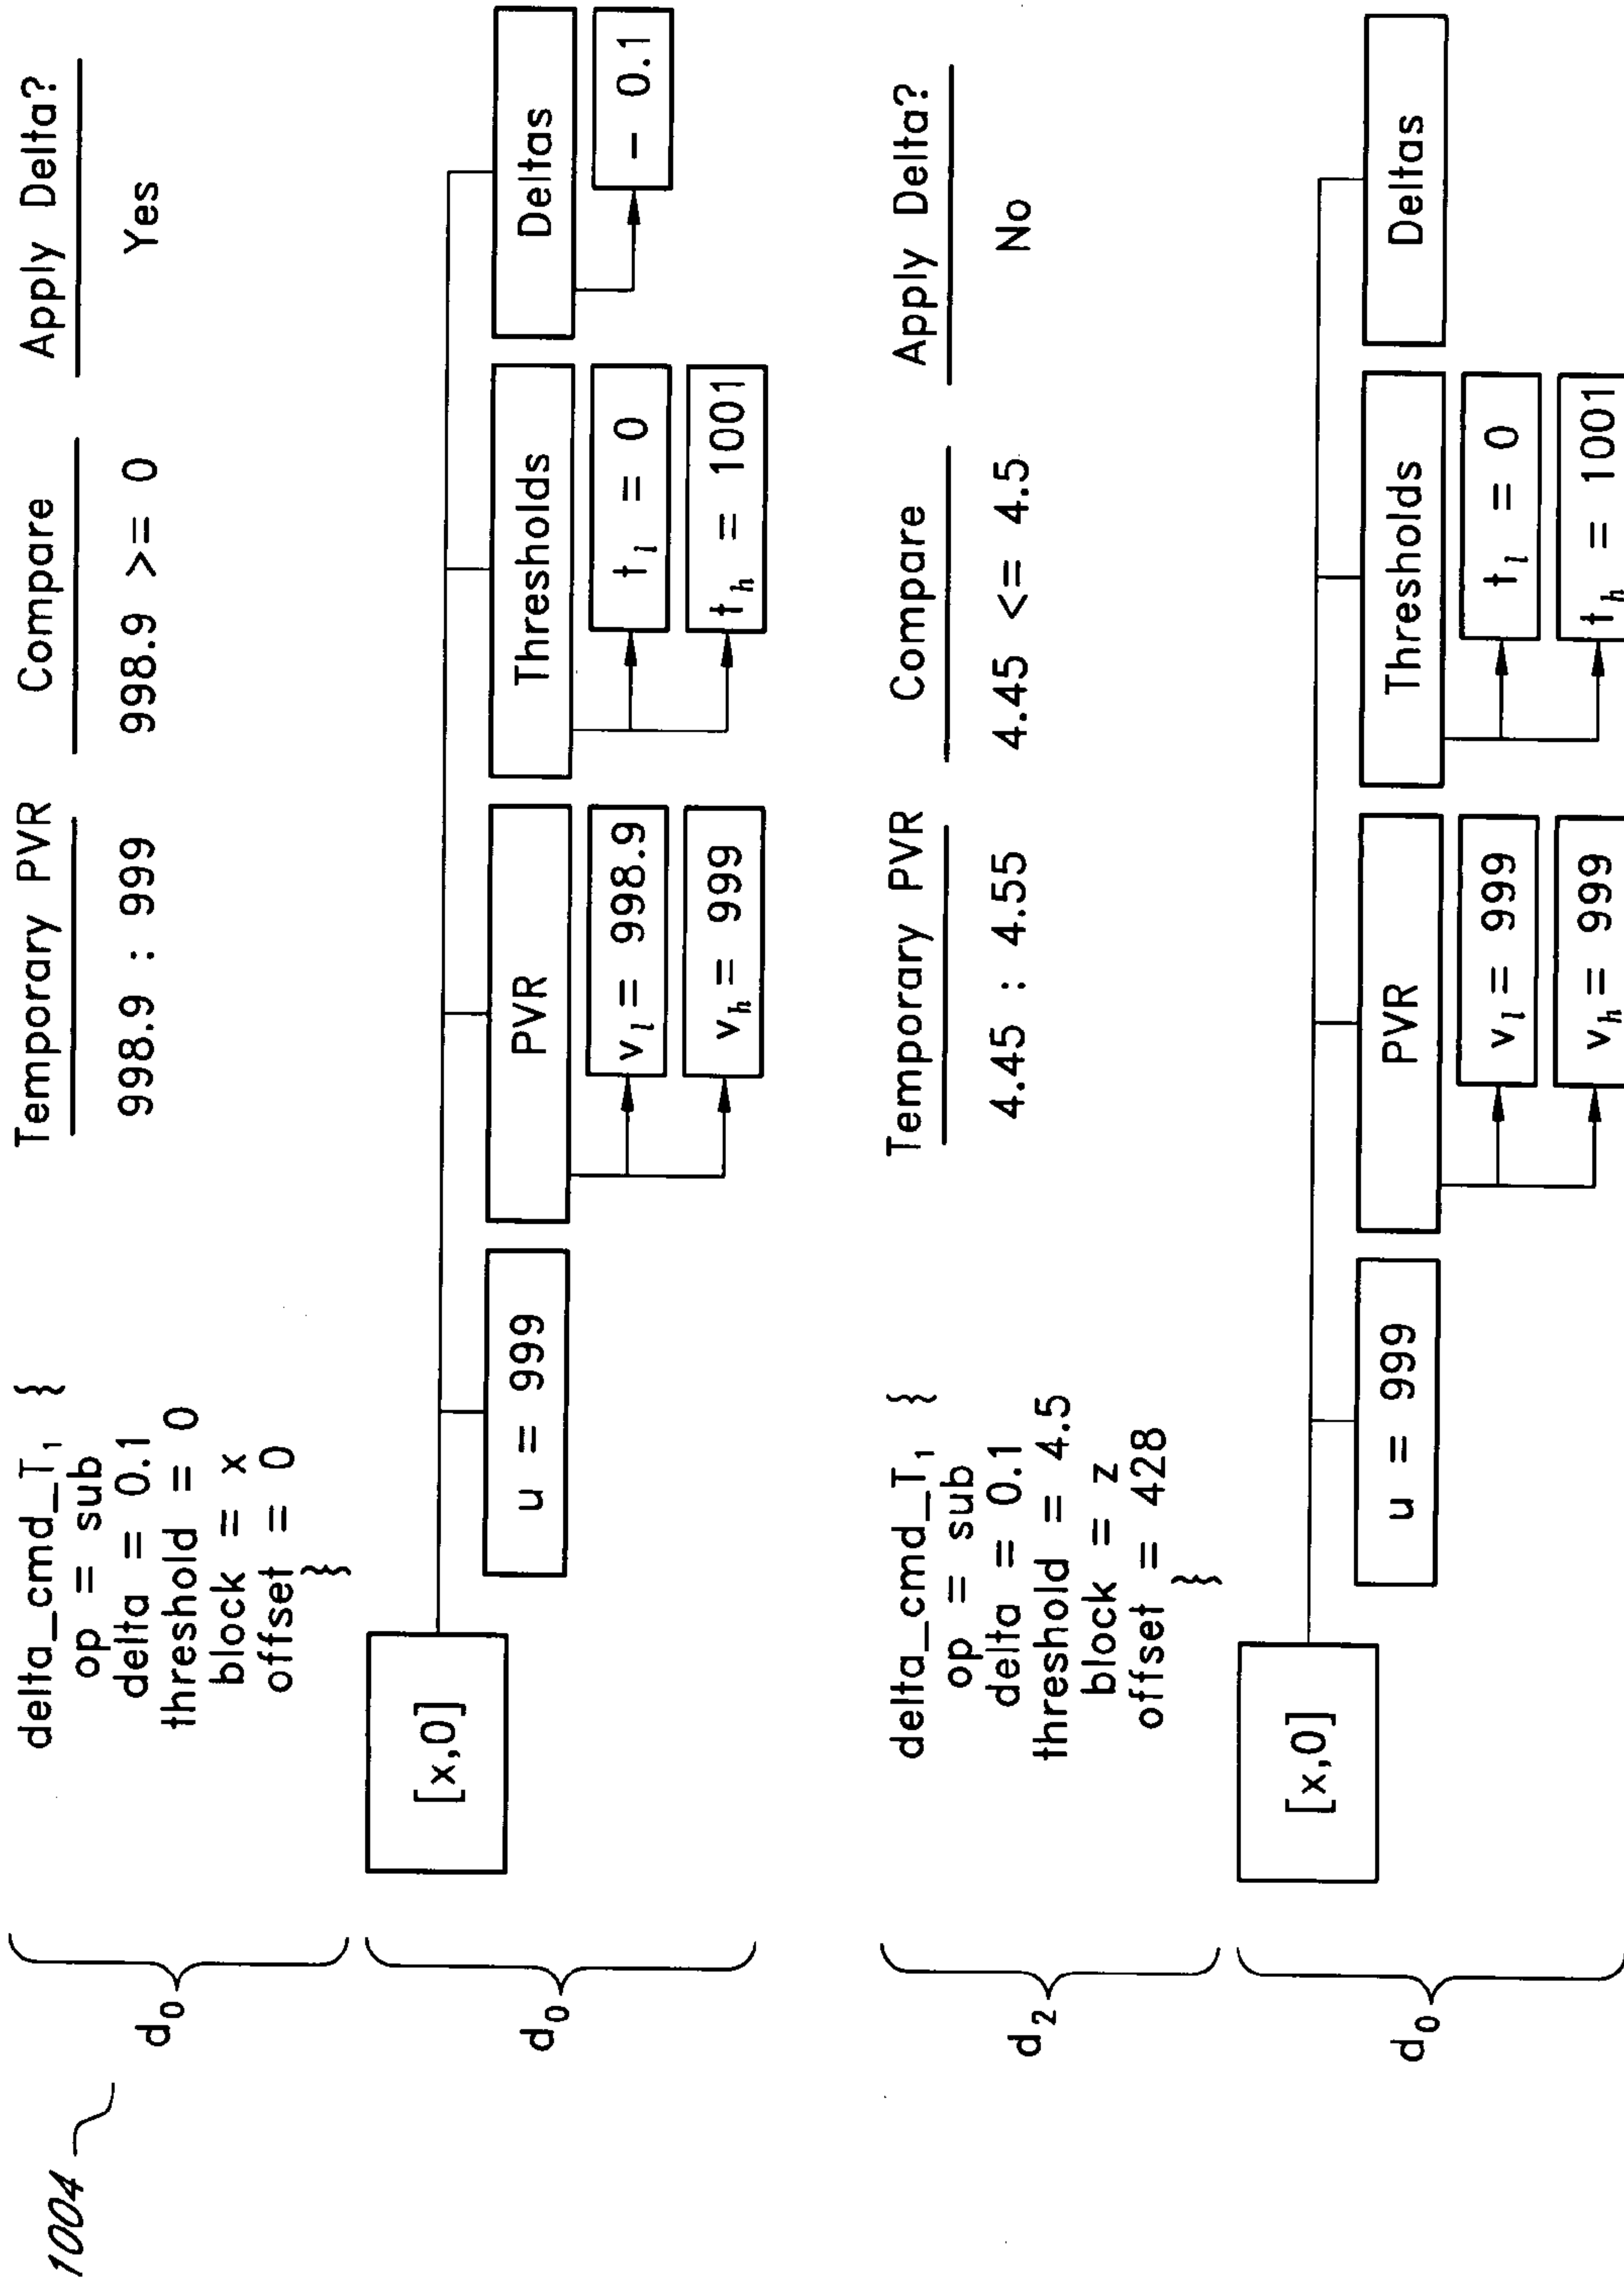 1004
d0
delta_cmd_T1 {
op = sub
delta = 0.1
threshold = 0
block = x
offset = 0
}
Temporary PVR
998.9 : 999
Compare
998.9 >= 0
Apply Delta?
Yes
d0
[x,0]
u = 999
PVR
vl = 998.9
vh = 999
Thresholds
tl = 0
th = 1001
Deltas
- 0.1
d2
delta_cmd_T1 {
op = sub
delta = 0.1
threshold = 4.5
block = z
offset = 428
}
Temporary PVR
4.45 : 4.55
Compare
4.45 <= 4.5
Apply Delta?
No
d0
[x,0]
u = 999
PVR
vl = 999
vh = 999
Thresholds
tl = 0
th = 1001
Deltas